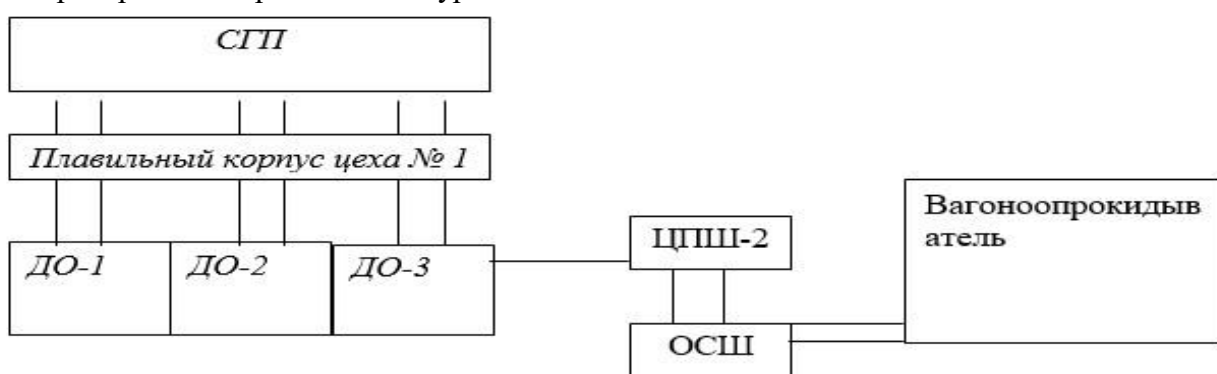 СГП
Плавильный корпус цеха № 1
ДО-1
ДО-2
ДО-3
ЦПШ-2
ОСШ
Вагоноопрокидыв
атель